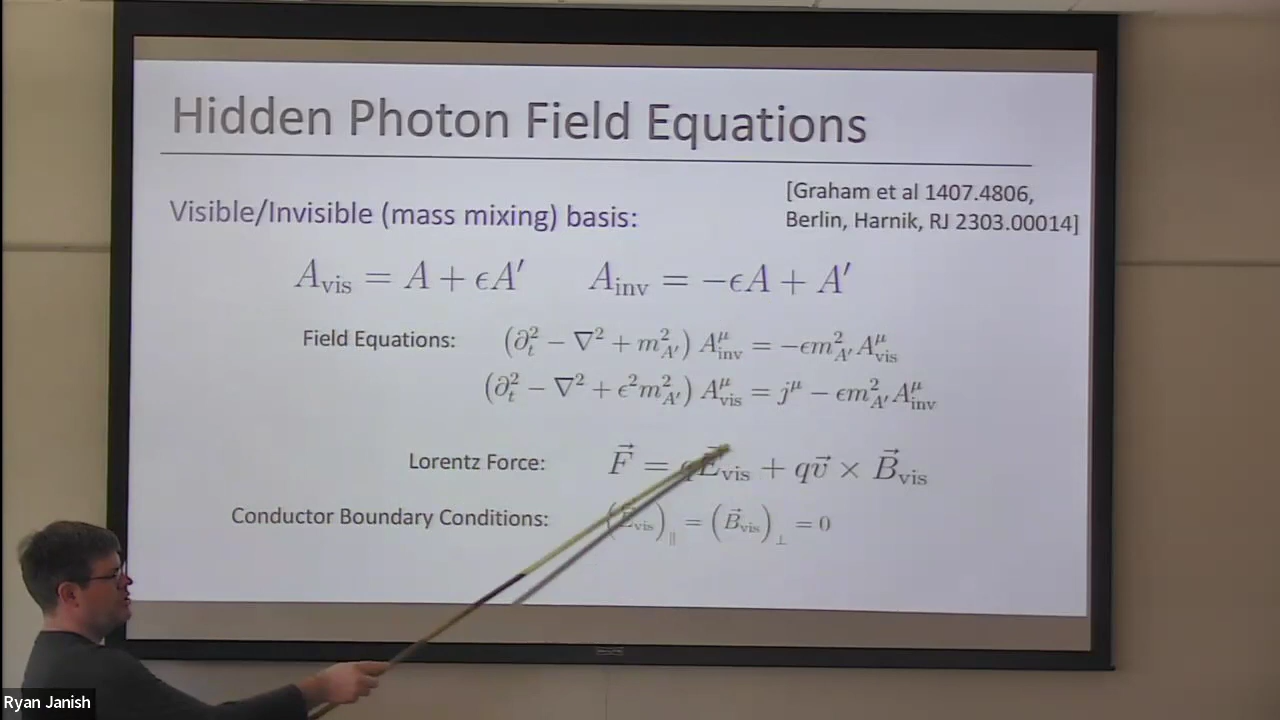 Hidden Photon Field Equations
[Graham et al 1407.4806,
Berlin, Harnik, RJ 2303.00014]
Visible/Invisible (mass mixing) basis:
A_vis = A + ϵA′   A_inv = −ϵA + A′
Field Equations: (∂_t^2 − ∇^2 + m_{A′}^2) A_inv^μ = −ϵm_{A′}^2 A_vis^μ
(∂_t^2 − ∇^2 + ϵ^2 m_{A′}^2) A_vis^μ = j^μ − ϵm_{A′}^2 A_inv^μ
Lorentz Force: F⃗ = qE⃗_vis + qv⃗ × B⃗_vis
Conductor Boundary Conditions: (E⃗_vis)_∥ = (B⃗_vis)_⊥ = 0
Ryan Janish